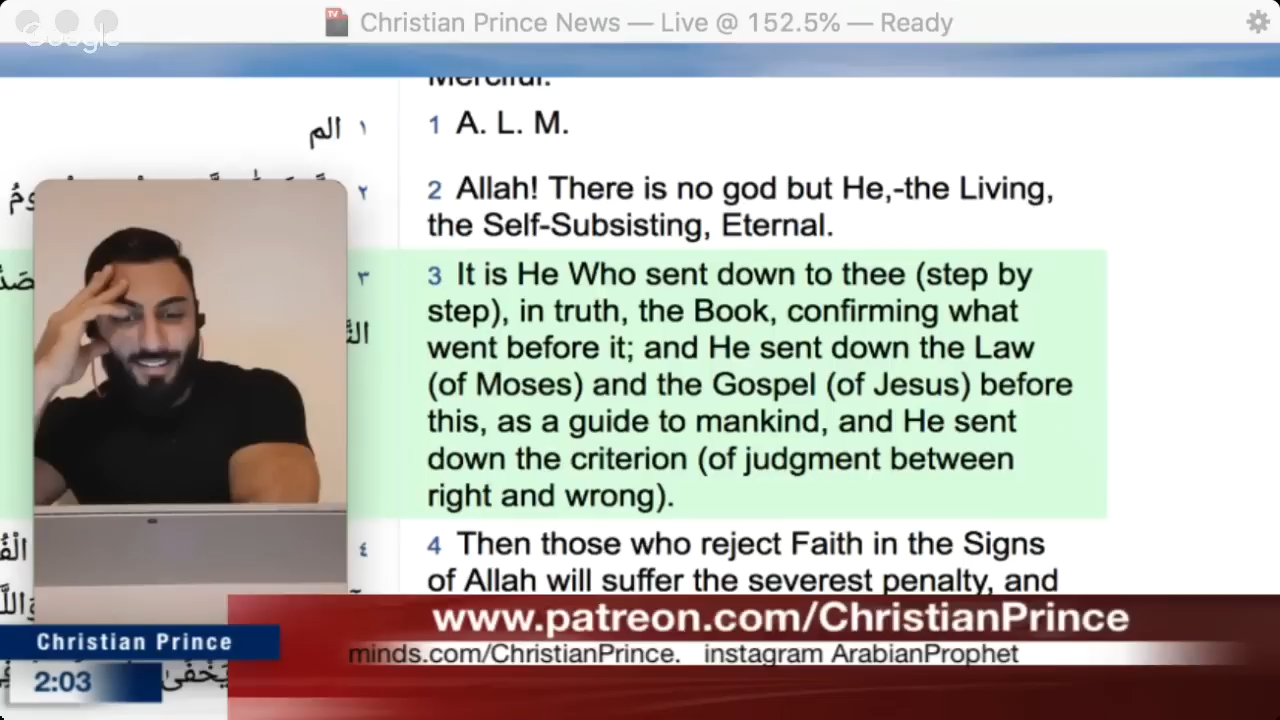 Christian Prince News — Live @ 152.5% — Ready
Google
Merciful.
الم ١
1 A. L. M.
٢
2 Allah! There is no god but He,-the Living,
the Self-Subsisting, Eternal.
٣
3 It is He Who sent down to thee (step by
step), in truth, the Book, confirming what
went before it; and He sent down the Law
(of Moses) and the Gospel (of Jesus) before
this, as a guide to mankind, and He sent
down the criterion (of judgment between
right and wrong).
٤
4 Then those who reject Faith in the Signs
of Allah will suffer the severest penalty, and
www.patreon.com/ChristianPrince
Christian Prince
minds.com/ChristianPrince. instagram ArabianProphet
2:03